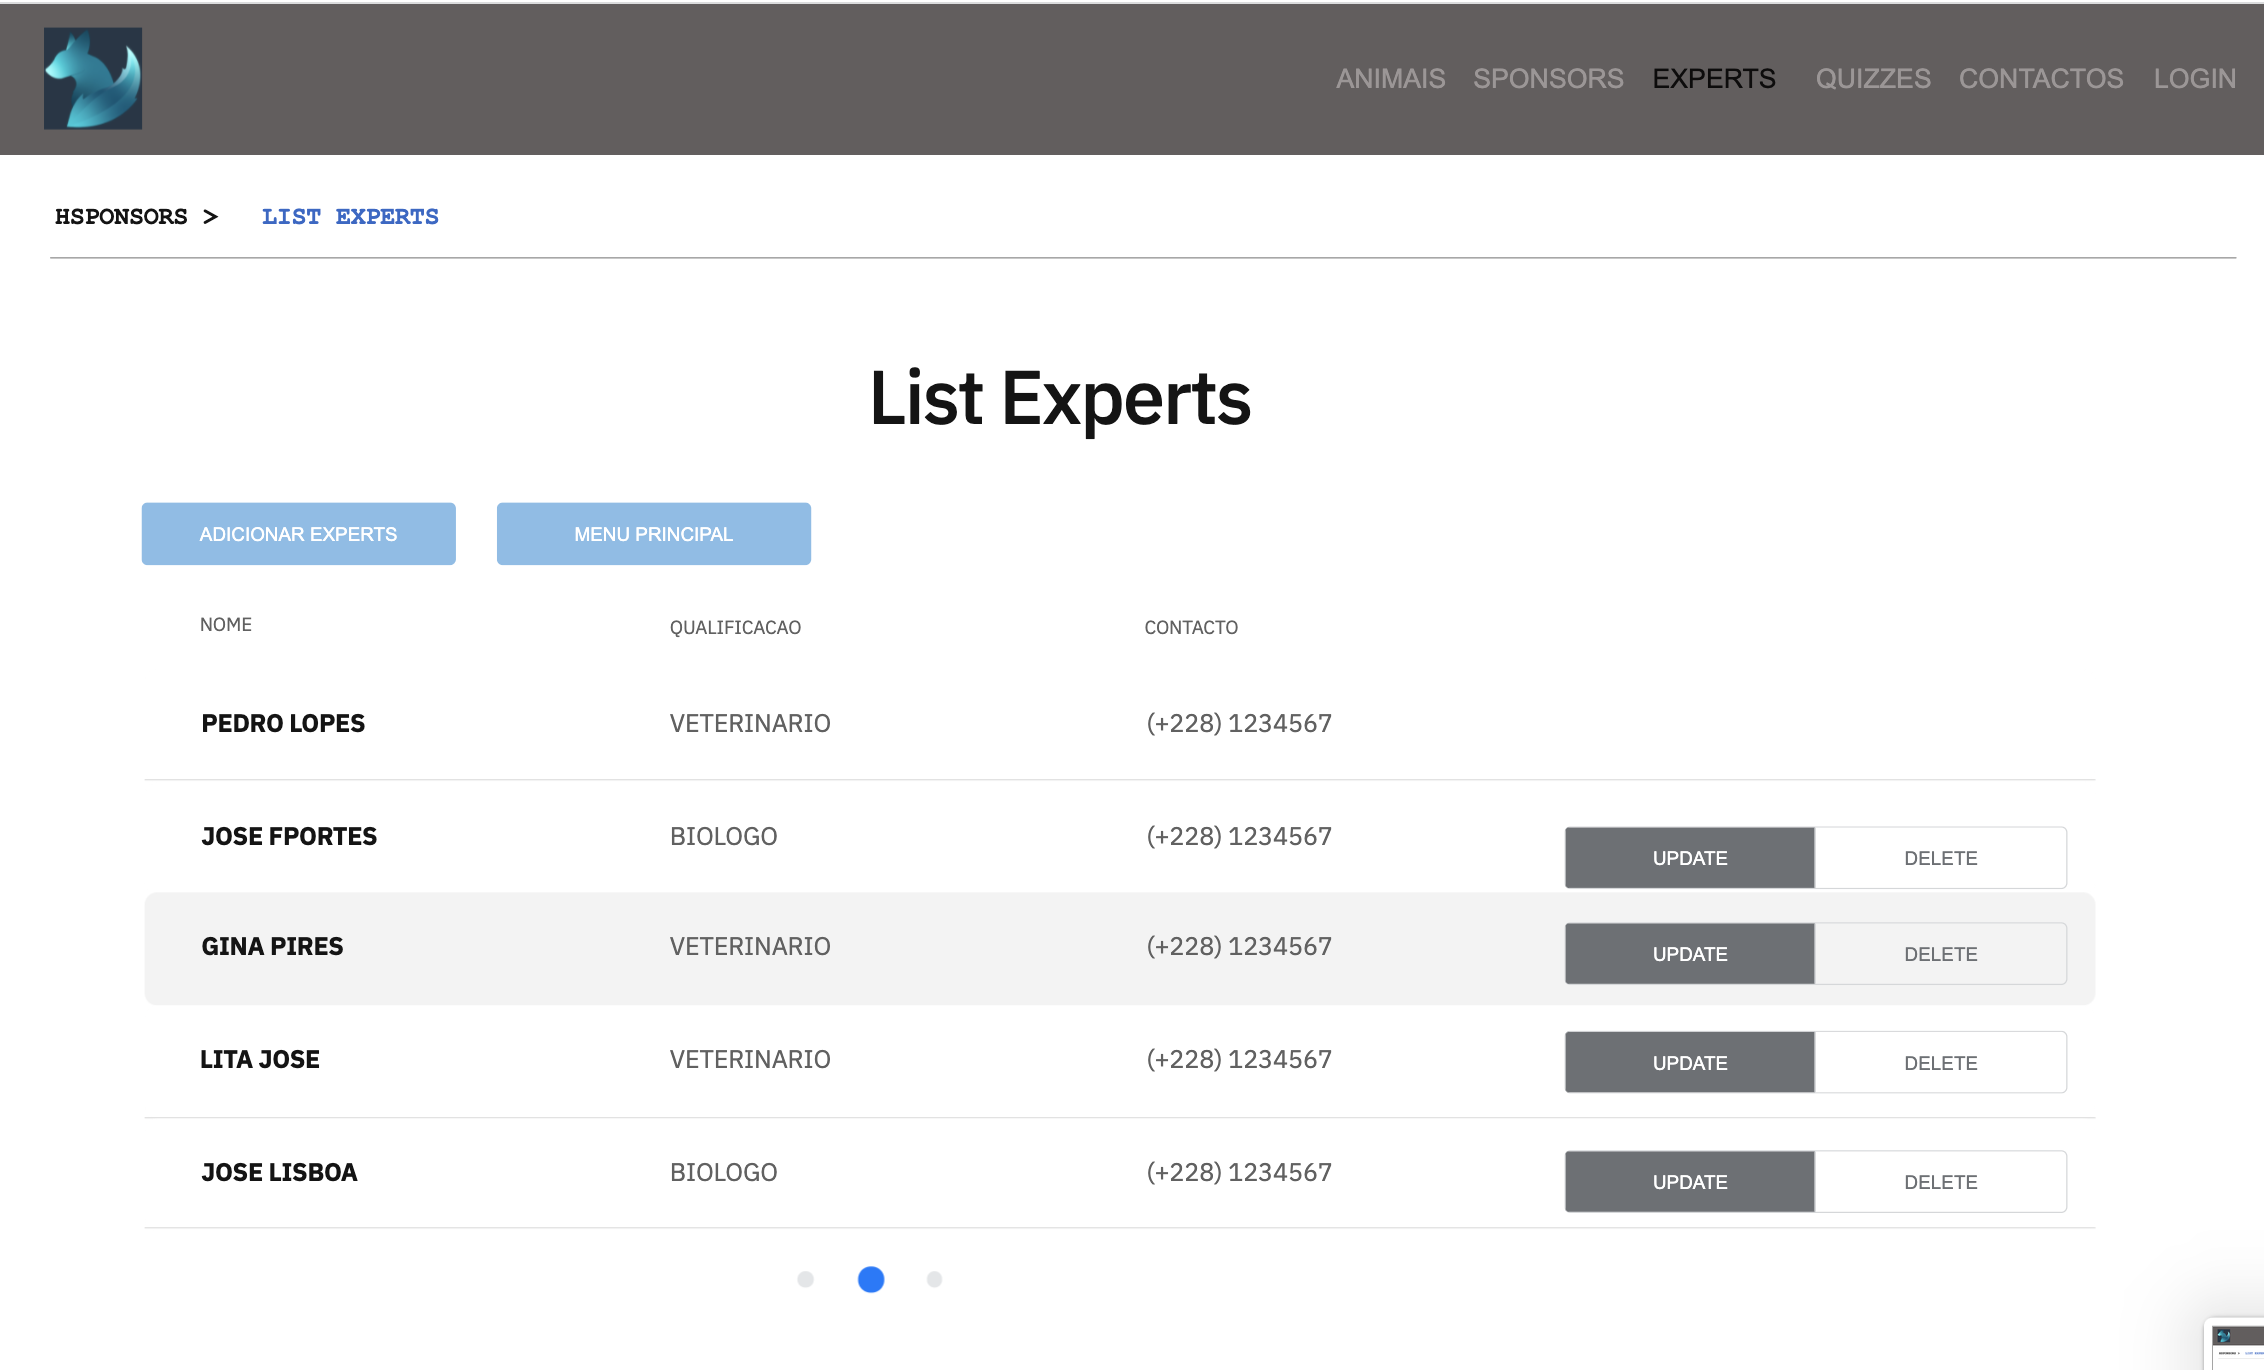 ANIMAIS SPONSORS EXPERTS QUIZZES CONTACTOS LOGIN
HSPONSORS > LIST EXPERTS
List Experts
ADICIONAR EXPERTS MENU PRINCIPAL
NOME QUALIFICACAO CONTACTO
PEDRO LOPES VETERINARIO (+228) 1234567
JOSE FPORTES BIOLOGO (+228) 1234567 UPDATE DELETE
GINA PIRES VETERINARIO (+228) 1234567 UPDATE DELETE
LITA JOSE VETERINARIO (+228) 1234567 UPDATE DELETE
JOSE LISBOA BIOLOGO (+228) 1234567 UPDATE DELETE